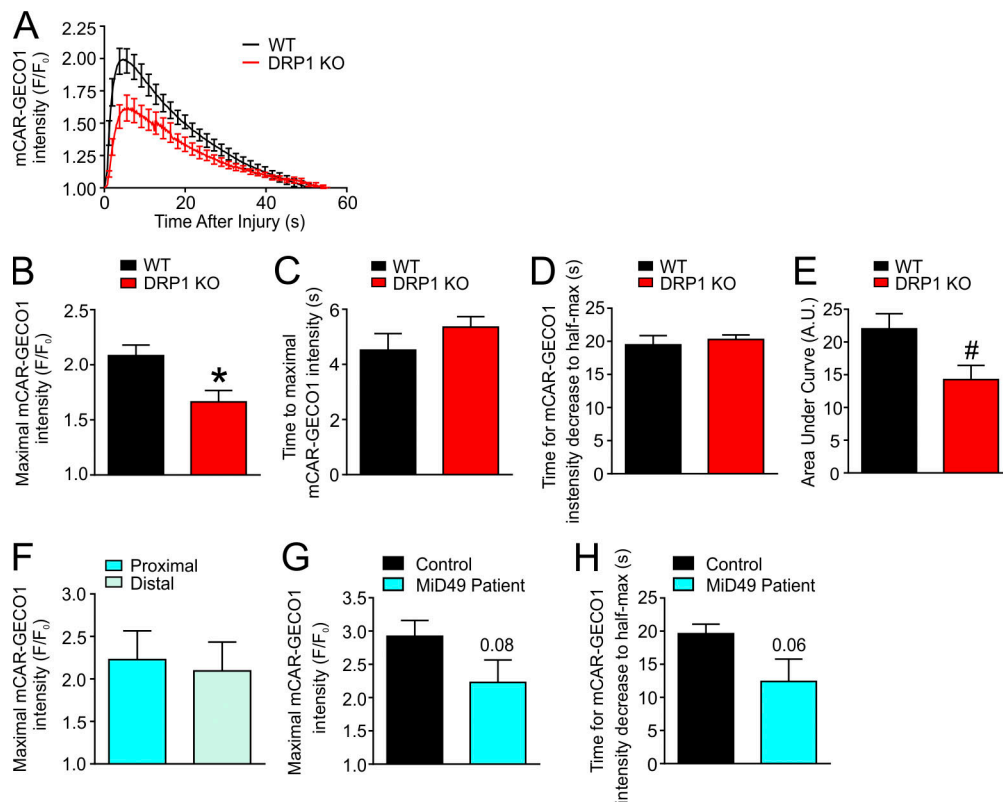 A
mCAR-GECO1
intensity (F/F₀)
2.25
2.00
1.75
1.50
1.25
1.00
WT
DRP1 KO
0
20
40
60
Time After Injury (s)
B
WT
DRP1 KO
Maximal mCAR-GECO1
intensity (F/F₀)
2.5
2.0
1.5
1.0
*
C
WT
DRP1 KO
Time to maximal
mCAR-GECO1 intensity (s)
6
4
2
0
D
WT
DRP1 KO
Time for mCAR-GECO1
instensity decrease to half-max (s)
25
20
15
10
5
0
E
WT
DRP1 KO
Area Under Curve (A.U.)
25
20
15
10
5
0
#
F
Proximal
Distal
Maximal mCAR-GECO1
intensity (F/F₀)
3.0
2.5
2.0
1.5
1.0
G
Control
MiD49 Patient
Maximal mCAR-GECO1
intensity (F/F₀)
3.5
3.0
2.5
2.0
1.5
1.0
0.08
H
Control
MiD49 Patient
Time for mCAR-GECO1
intensity decrease to half-max (s)
25
20
15
10
5
0
0.06